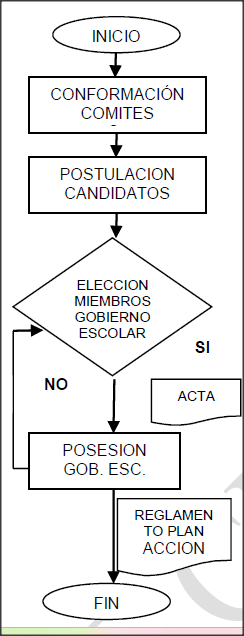 INICIO
CONFORMACIÓN
COMITES
POSTULACION
CANDIDATOS
ELECCION
MIEMBROS
GOBIERNO
ESCOLAR
SI
NO
ACTA
POSESION
GOB. ESC.
REGLAMEN
TO PLAN
ACCION
FIN